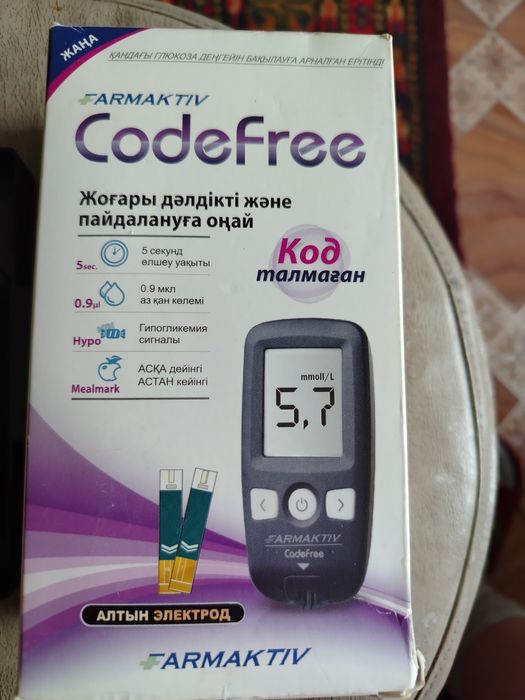 ЖАҢА
ҚАНДАҒЫ ГЛЮКОЗА ДЕҢГЕЙІН БАҚЫЛАУҒА АРНАЛҒАН ЕРІТІНДІ
FARMAKTIV
CodeFree
Жоғары дәлдікті және
пайдалануға оңай
5sec.
5 секунд
өлшеу уақыты
0.9µl
0.9 мкл
аз қан көлемі
Hypo
Гипогликемия
сигналы
Mealmark
АСҚА дейінгі
АСТАН кейінгі
Код
талмаған
mmoll/L
5,7
FARMAKTIV
CodeFree
АЛТЫН ЭЛЕКТРОД
FARMAKTIV